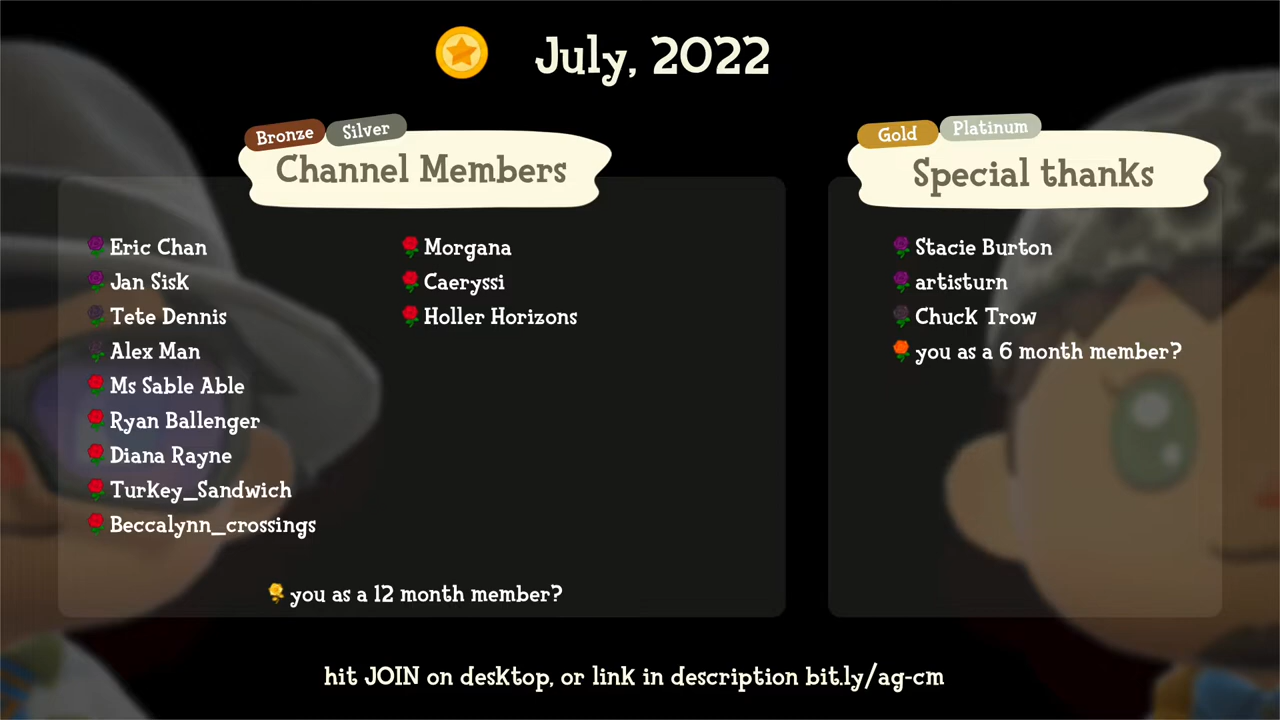 July, 2022
Bronze Silver
Channel Members
Eric Chan
Jan Sisk
Tete Dennis
Alex Man
Ms Sable Able
Ryan Ballenger
Diana Rayne
Turkey_Sandwich
Beccalynn_crossings
Morgana
Caeryssi
Holler Horizons
you as a 12 month member?
Gold Platinum
Special thanks
Stacie Burton
artisturn
Chuck Trow
you as a 6 month member?
hit JOIN on desktop, or link in description bit.ly/ag-cm